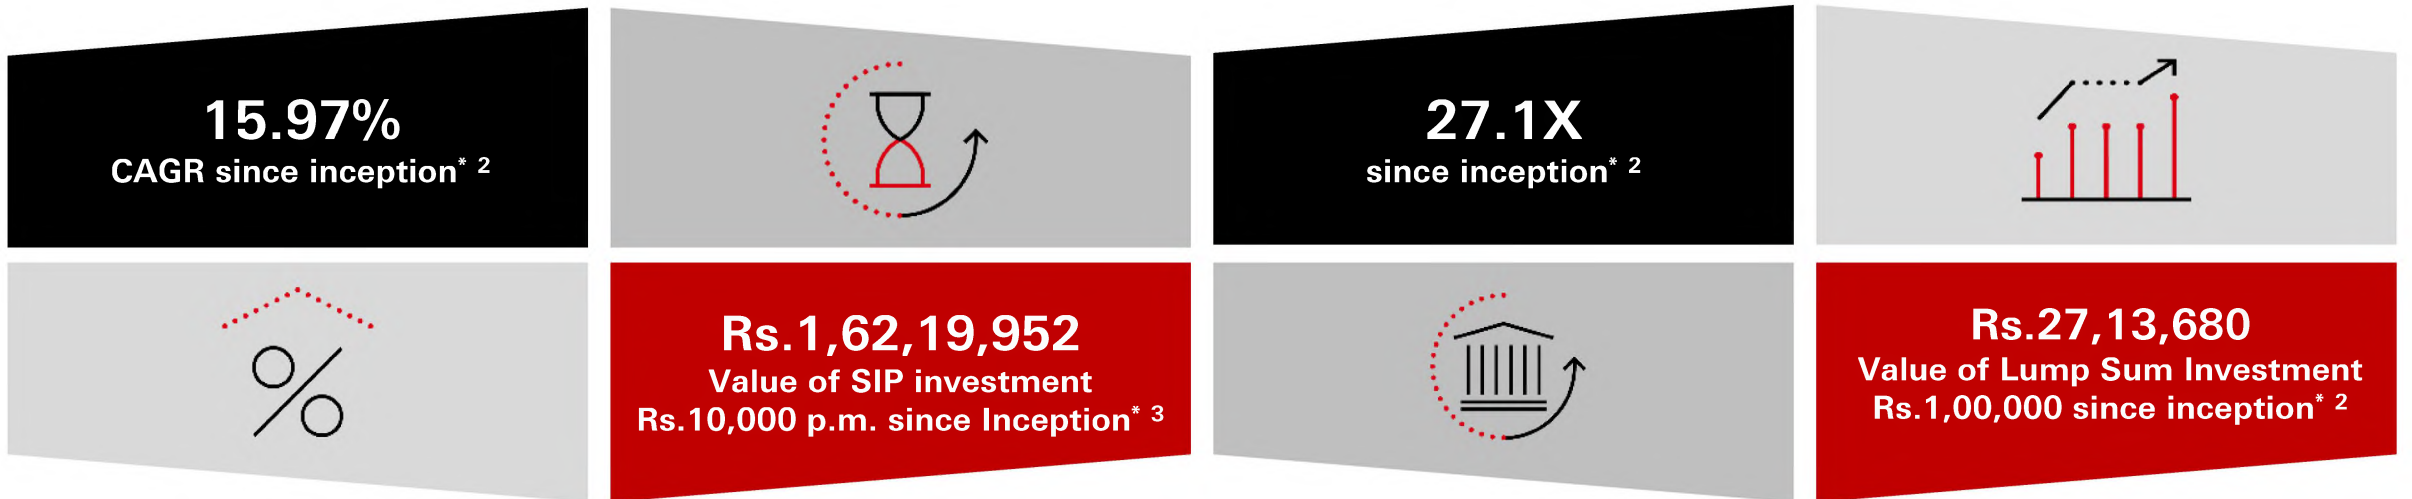 15.97%
CAGR since inception* 2
27.1X
since inception* 2
Rs.1,62,19,952
Value of SIP investment
Rs.10,000 p.m. since Inception* 3
Rs.27,13,680
Value of Lump Sum Investment
Rs.1,00,000 since inception* 2